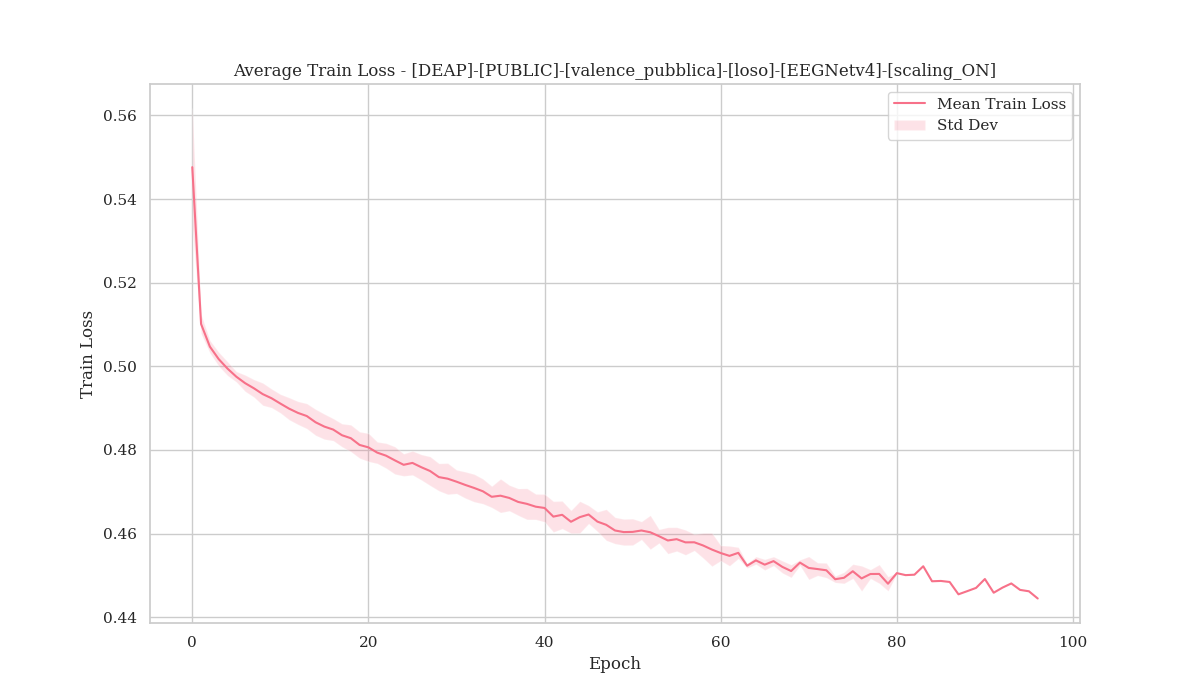 Average Train Loss - [DEAP]-[PUBLIC]-[valence_pubblica]-[loso]-[EEGNetv4]-[scaling_ON]
Mean Train Loss
Std Dev
0.56
0.54
0.52
0.50
0.48
0.46
0.44
Train Loss
0
20
40
60
80
100
Epoch